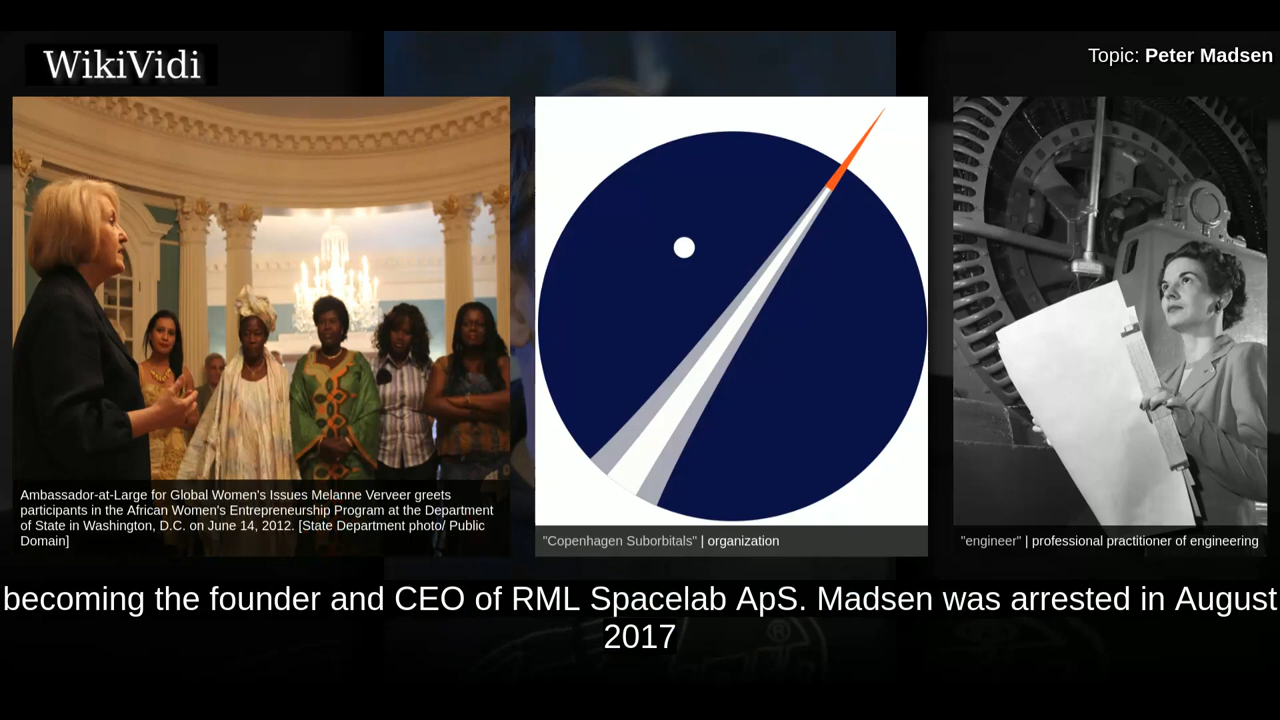 WikiVidi
Topic: Peter Madsen
Ambassador-at-Large for Global Women's Issues Melanne Verveer greets
participants in the African Women's Entrepreneurship Program at the Department
of State in Washington, D.C. on June 14, 2012. [State Department photo/ Public
Domain]
"Copenhagen Suborbitals" | organization
"engineer" | professional practitioner of engineering
becoming the founder and CEO of RML Spacelab ApS. Madsen was arrested in August
2017